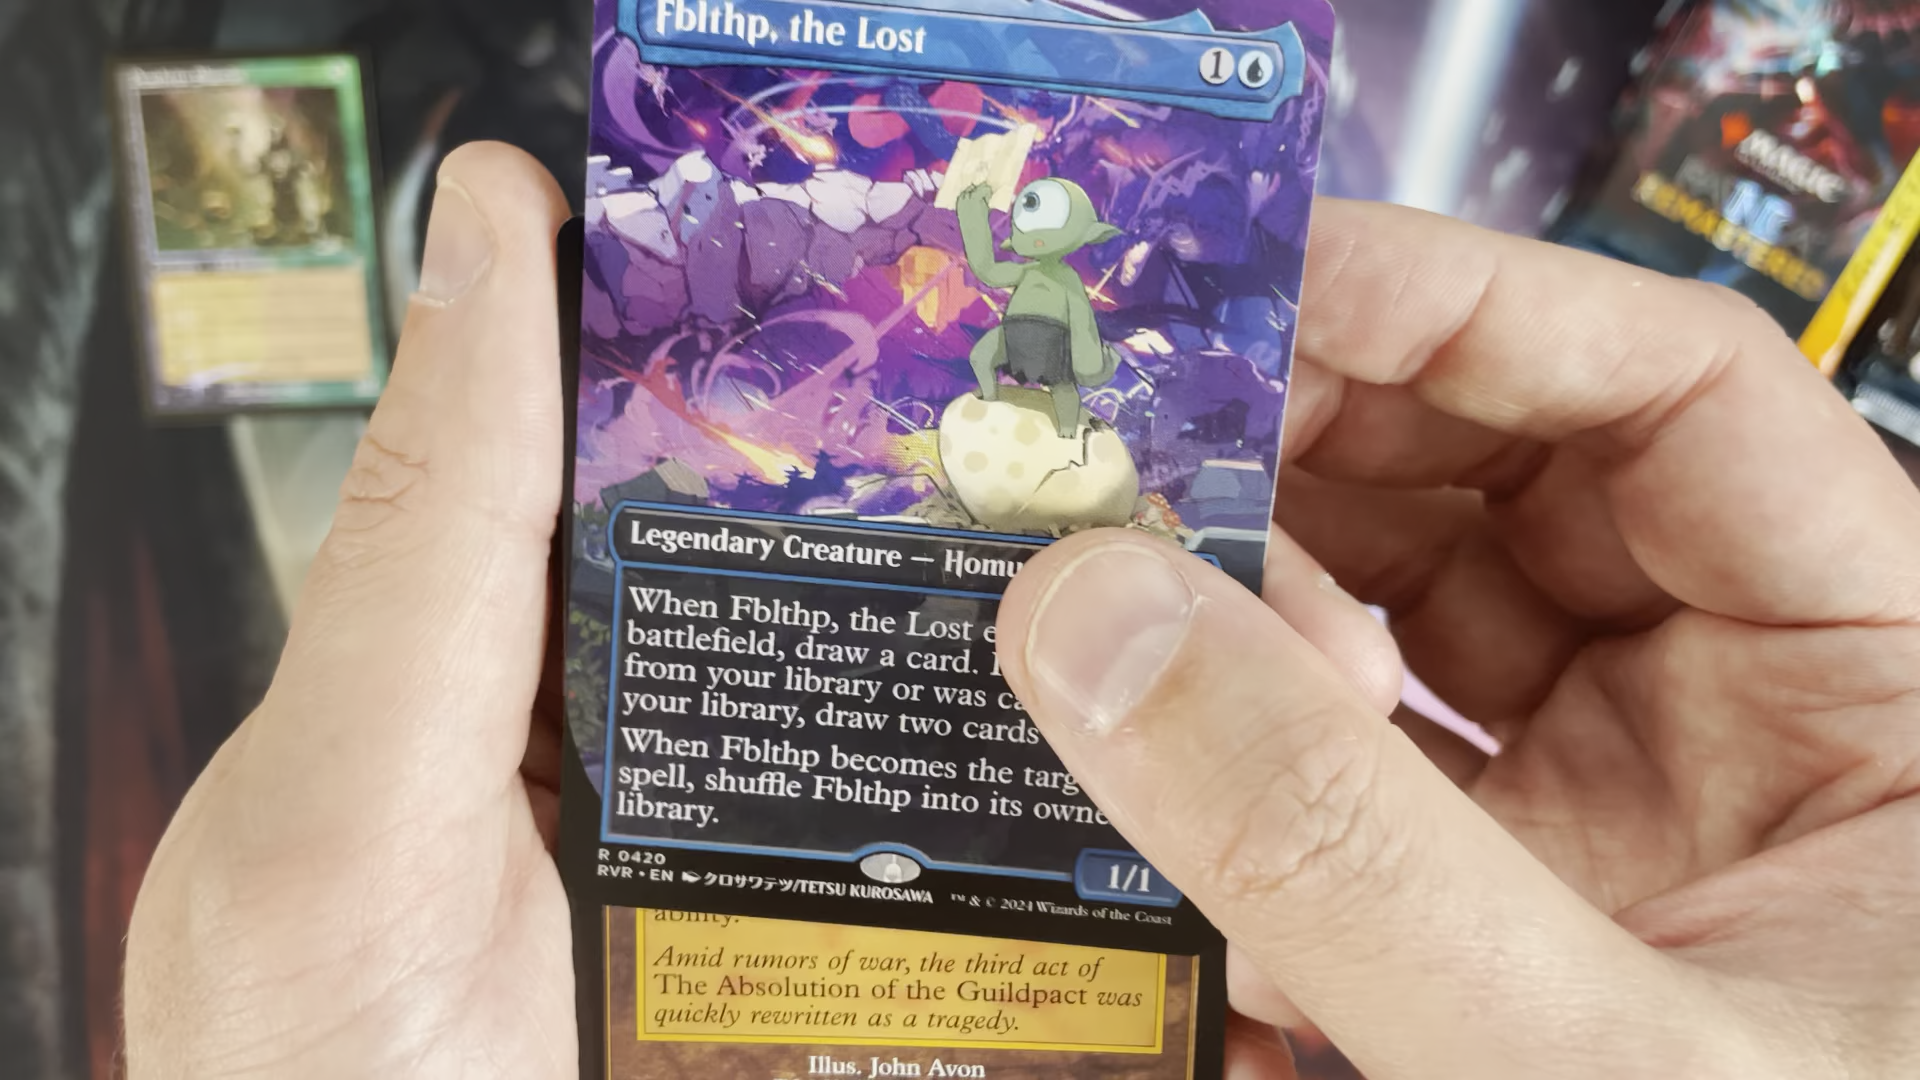 Fblthp, the Lost
1
Legendary Creature — Homu
When Fblthp, the Lost e
battlefield, draw a card. I
from your library or was ca
your library, draw two cards
When Fblthp becomes the targ
spell, shuffle Fblthp into its owne
library.
R 0420
RVR • EN クロサワテツ/TETSU KUROSAWA
™ & © 2024 Wizards of the Coast
1/1
ability.
Amid rumors of war, the third act of
The Absolution of the Guildpact was
quickly rewritten as a tragedy.
Illus. John Avon
MAGIC
REMASTERED